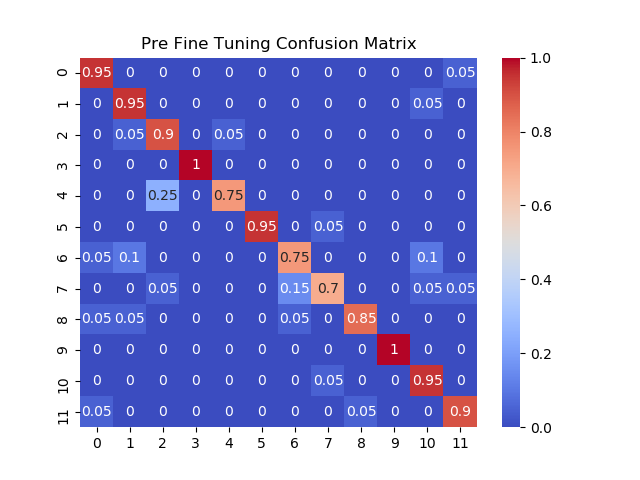 Pre Fine Tuning Confusion Matrix
0 0.95 0 0 0 0 0 0 0 0 0 0 0.05
1 0 0.95 0 0 0 0 0 0 0 0 0.05 0
2 0 0.05 0.9 0 0.05 0 0 0 0 0 0 0
3 0 0 0 1 0 0 0 0 0 0 0 0
4 0 0 0.25 0 0.75 0 0 0 0 0 0 0
5 0 0 0 0 0 0.95 0 0.05 0 0 0 0
6 0.05 0.1 0 0 0 0 0.75 0 0 0 0.1 0
7 0 0 0.05 0 0 0 0.15 0.7 0 0 0.05 0.05
8 0.05 0.05 0 0 0 0 0.05 0 0.85 0 0 0
9 0 0 0 0 0 0 0 0 0 1 0 0
10 0 0 0 0 0 0 0 0.05 0 0 0.95 0
11 0.05 0 0 0 0 0 0 0 0.05 0 0 0.9
0 1 2 3 4 5 6 7 8 9 10 11
1.0
0.8
0.6
0.4
0.2
0.0